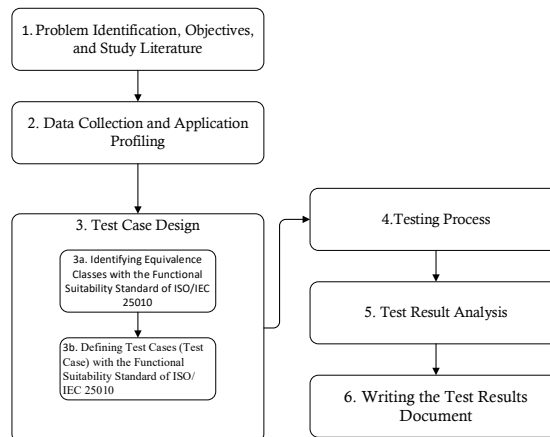 1. Problem Identification, Objectives,
and Study Literature
2. Data Collection and Application
Profiling
3. Test Case Design
3a. Identifying Equivalence
Classes with the Functional
Suitability Standard of ISO/IEC
25010
3b. Defining Test Cases (Test
Case) with the Functional
Suitability Standard of ISO/
IEC 25010
4.Testing Process
5. Test Result Analysis
6. Writing the Test Results
Document